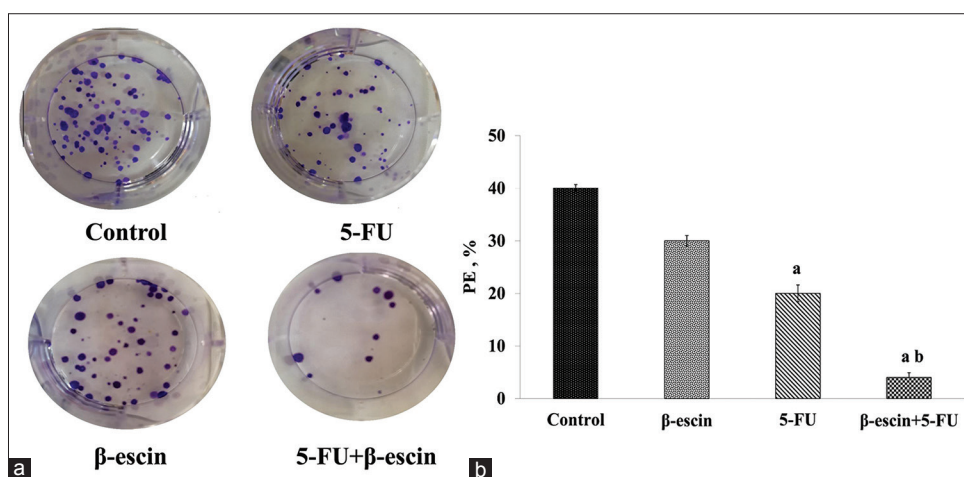 Control
5-FU
β-escin
5-FU+β-escin
a
50
40
30
20
10
0
PE , %
a
a b
Control
β-escin
5-FU
β-escin+5-FU
b